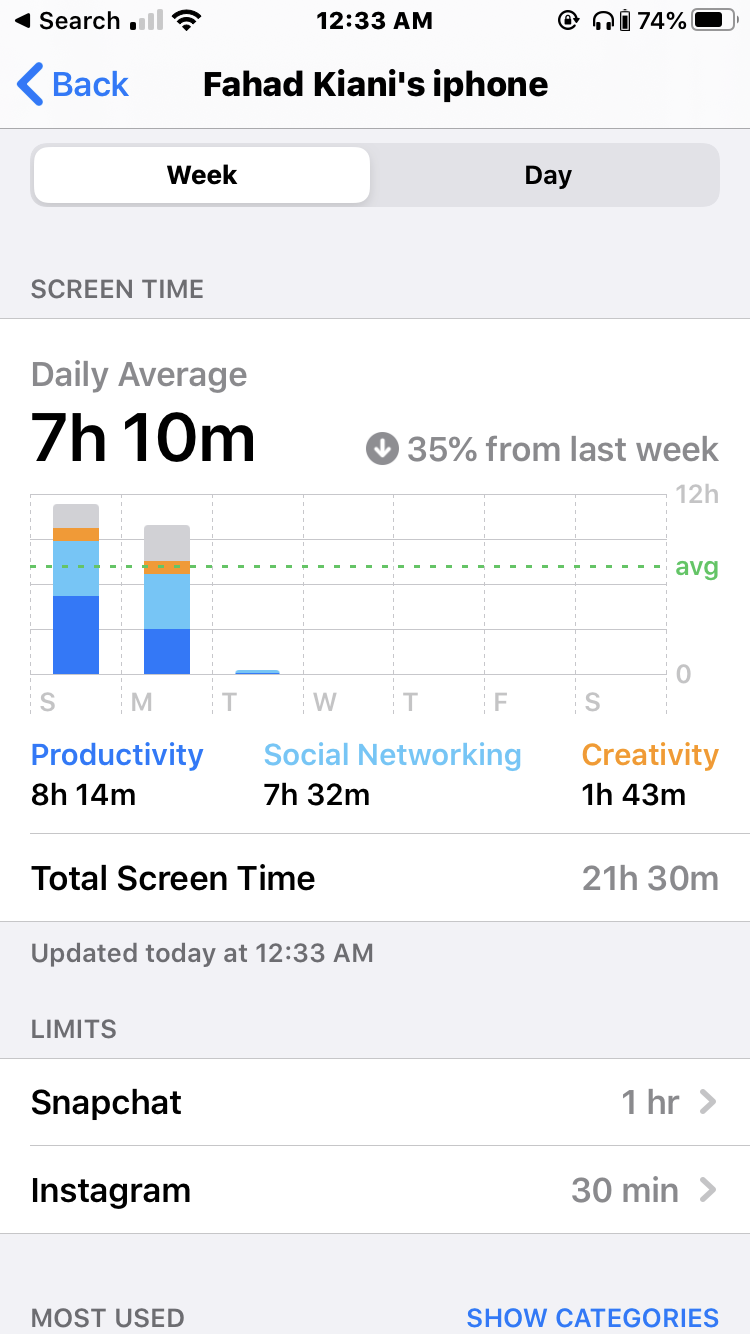 Search 12:33 AM 74%
Back Fahad Kiani's iphone
Week Day
SCREEN TIME
Daily Average
7h 10m 35% from last week
12h
avg
0
S M T W T F S
Productivity Social Networking Creativity
8h 14m 7h 32m 1h 43m
Total Screen Time 21h 30m
Updated today at 12:33 AM
LIMITS
Snapchat 1 hr
Instagram 30 min
MOST USED SHOW CATEGORIES